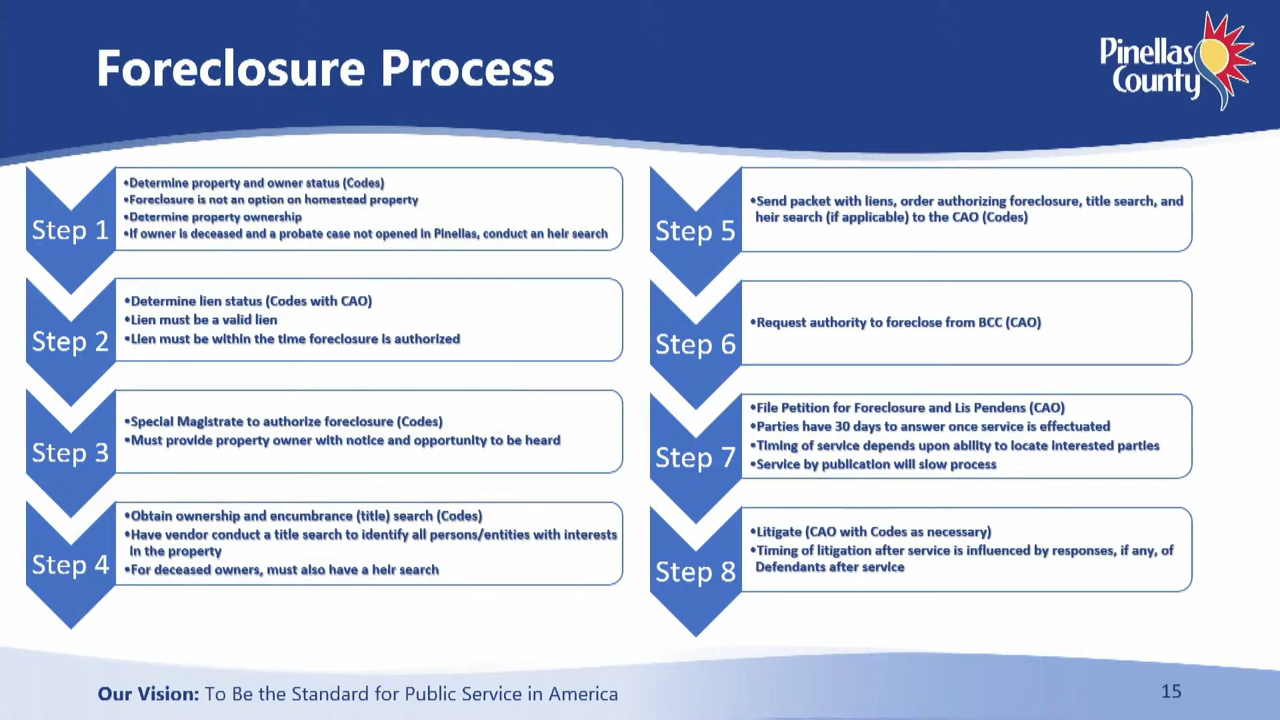 Foreclosure Process
Pinellas
County
Step 1
•Determine property and owner status (Codes)
•Foreclosure is not an option on homestead property
•Determine property ownership
•If owner is deceased and a probate case not opened in Pinellas, conduct an heir search
Step 2
•Determine lien status (Codes with CAO)
•Lien must be a valid lien
•Lien must be within the time foreclosure is authorized
Step 3
•Special Magistrate to authorize foreclosure (Codes)
•Must provide property owner with notice and opportunity to be heard
Step 4
•Obtain ownership and encumbrance (title) search (Codes)
•Have vendor conduct a title search to identify all persons/entities with interests
in the property
•For deceased owners, must also have a heir search
Step 5
•Send packet with liens, order authorizing foreclosure, title search, and
heir search (if applicable) to the CAO (Codes)
Step 6
•Request authority to foreclose from BCC (CAO)
Step 7
•File Petition for Foreclosure and Lis Pendens (CAO)
•Parties have 30 days to answer once service is effectuated
•Timing of service depends upon ability to locate interested parties
•Service by publication will slow process
Step 8
•Litigate (CAO with Codes as necessary)
•Timing of litigation after service is influenced by responses, if any, of
Defendants after service
Our Vision: To Be the Standard for Public Service in America
15